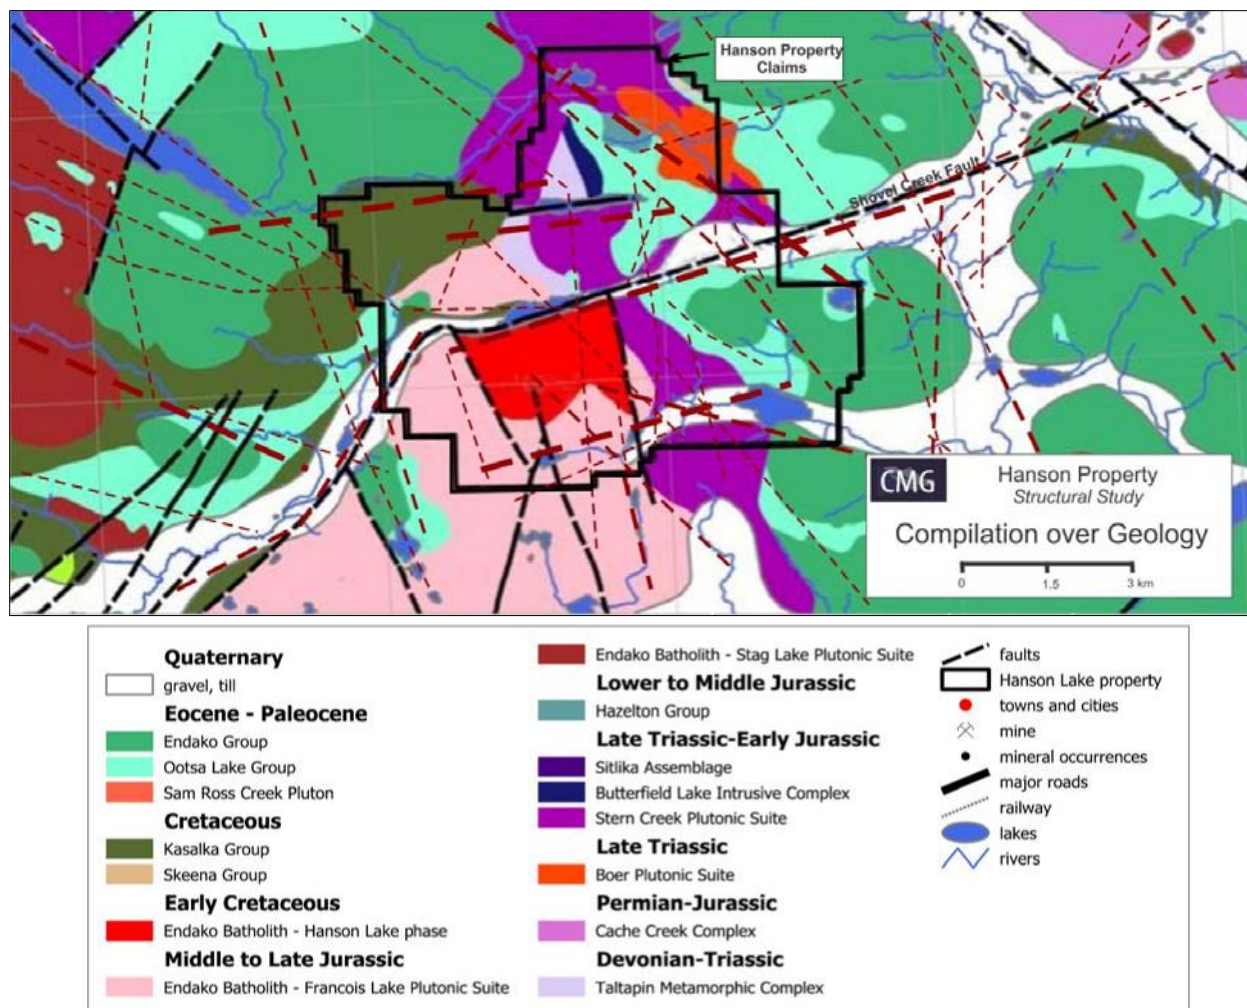 Hanson Property
Claims
Shovel Creek Fault
CMG
Hanson Property
Structural Study
Compilation over Geology
0 1.5 3 km
Quaternary
gravel, till
Eocene - Paleocene
Endako Group
Ootsa Lake Group
Sam Ross Creek Pluton
Cretaceous
Kasalka Group
Skeena Group
Early Cretaceous
Endako Batholith - Hanson Lake phase
Middle to Late Jurassic
Endako Batholith - Francois Lake Plutonic Suite
Endako Batholith - Stag Lake Plutonic Suite
Lower to Middle Jurassic
Hazelton Group
Late Triassic-Early Jurassic
Sitlika Assemblage
Butterfield Lake Intrusive Complex
Stern Creek Plutonic Suite
Late Triassic
Boer Plutonic Suite
Permian-Jurassic
Cache Creek Complex
Devonian-Triassic
Taltapin Metamorphic Complex
faults
Hanson Lake property
towns and cities
mine
mineral occurrences
major roads
railway
lakes
rivers